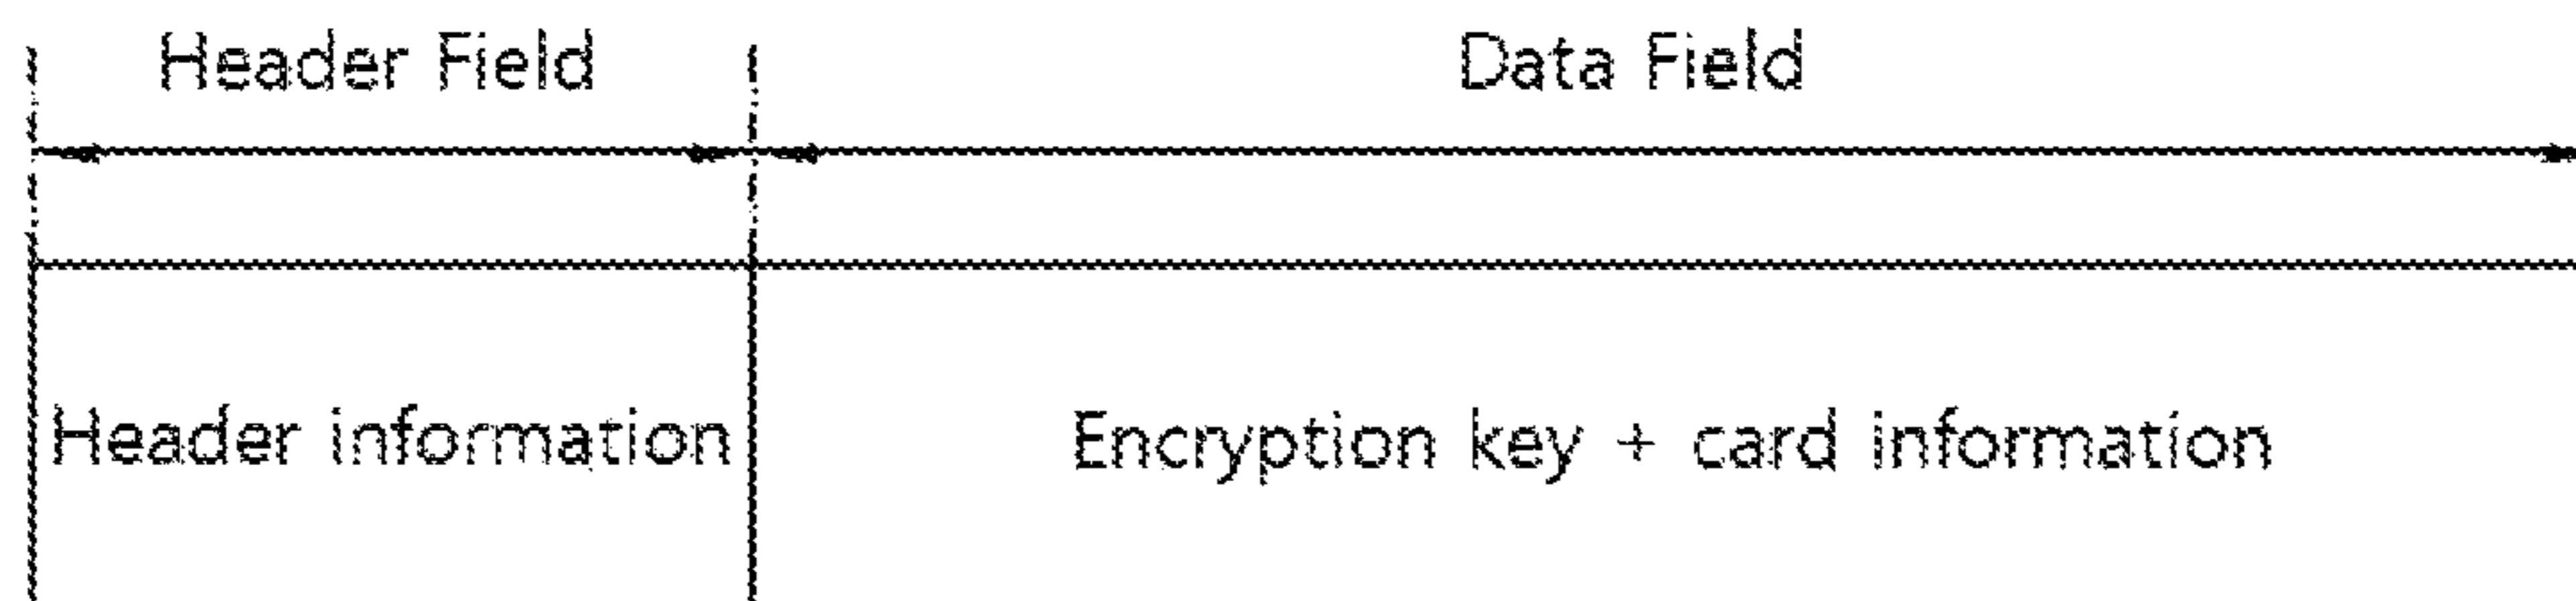 Header Field
Data Field
Header information
Encryption key + card information